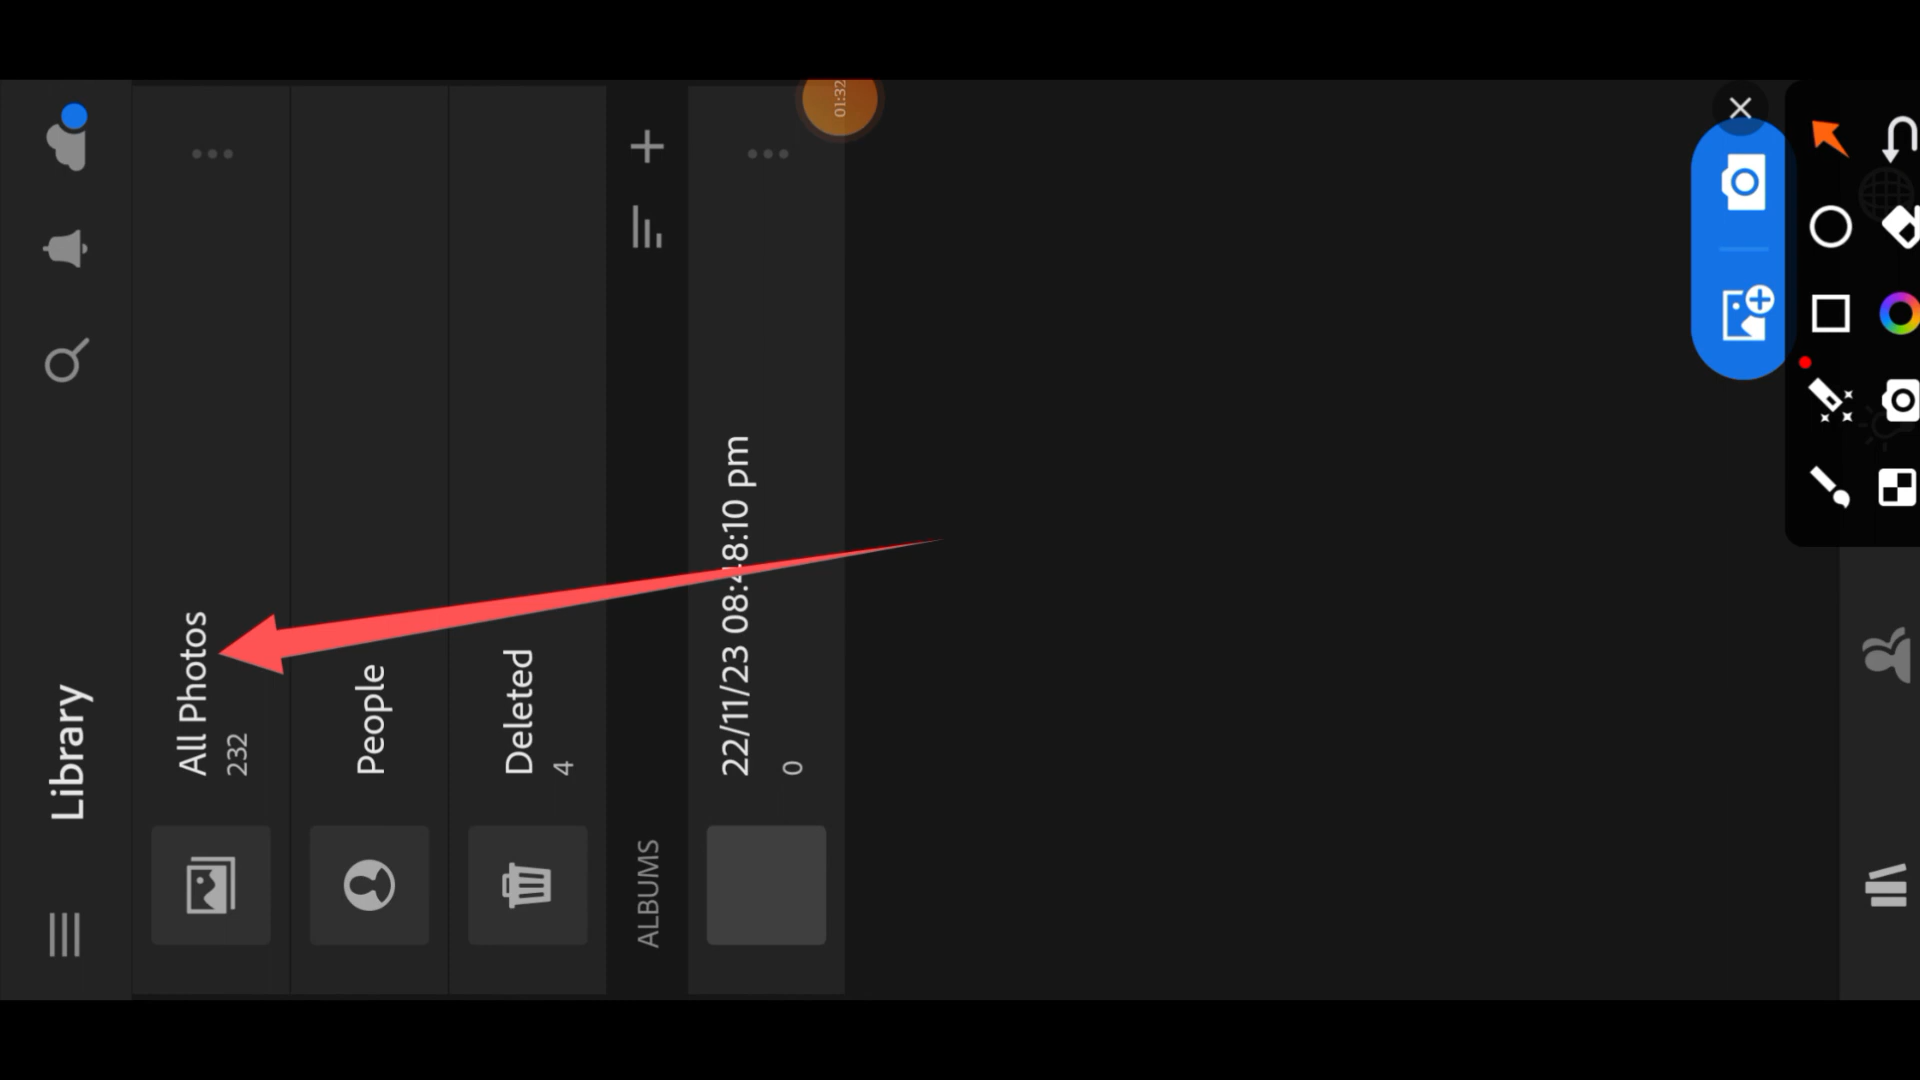 Library
All Photos
232
People
Deleted
4
ALBUMS
22/11/23 08:48:10 pm
0
01:32